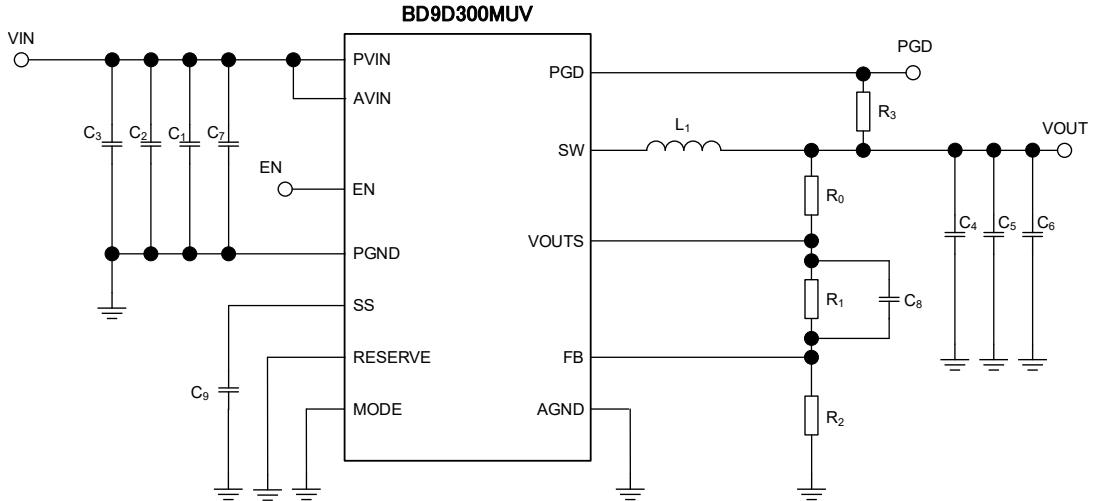 BD9D300MUV
VIN
PVIN
PGD
PGD
AVIN
R₃
C₃
C₂
C₁
C₇
L₁
VOUT
SW
EN
EN
R₀
C₄
C₅
C₆
VOUTS
PGND
R₁
C₈
SS
RESERVE
FB
C₉
MODE
AGND
R₂